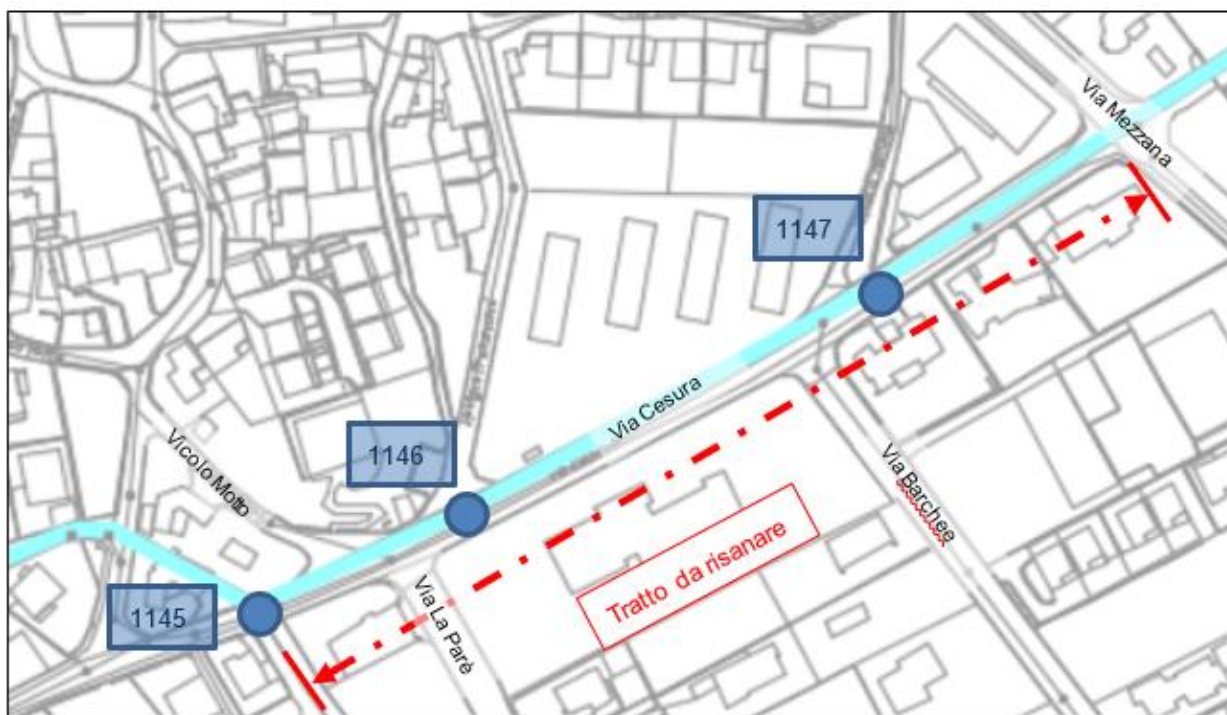 Via Mezzana
1147
Via Cesura
1146
Vicolo Motto
Via Barchee
Tratto da risanare
1145
Via La Parè